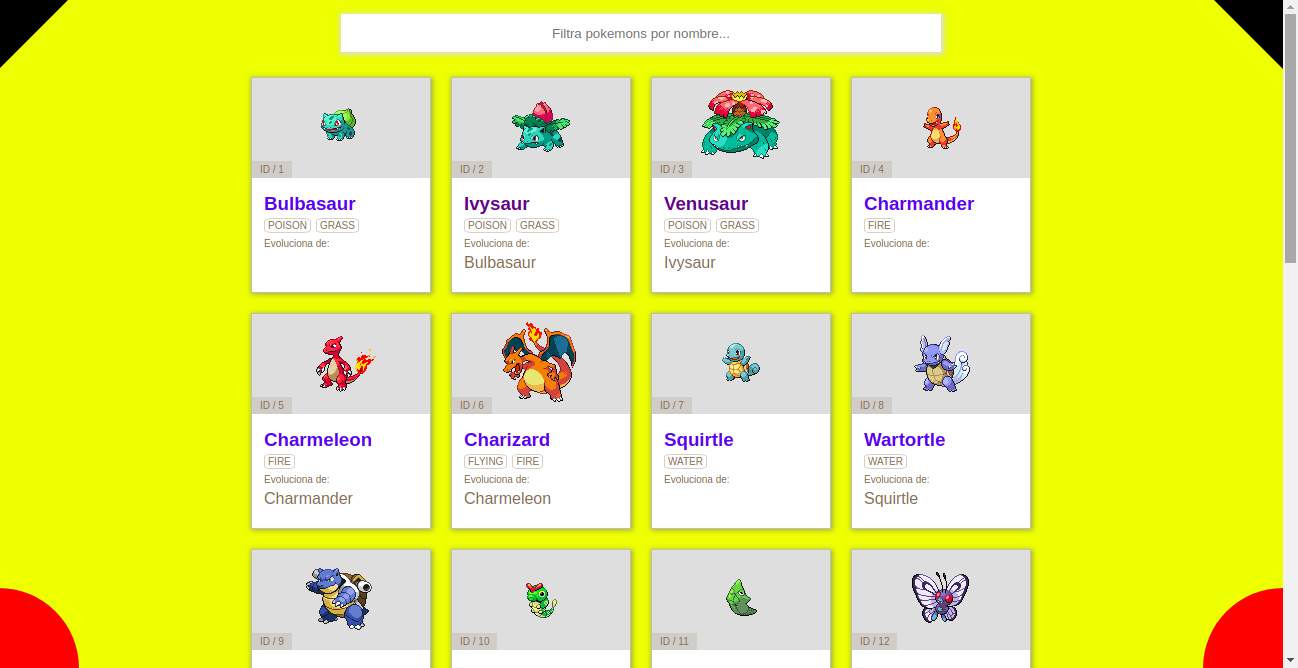 Filtra pokemons por nombre...
ID / 1
Bulbasaur
POISON GRASS
Evoluciona de:
ID / 2
Ivysaur
POISON GRASS
Evoluciona de:
Bulbasaur
ID / 3
Venusaur
POISON GRASS
Evoluciona de:
Ivysaur
ID / 4
Charmander
FIRE
Evoluciona de:
ID / 5
Charmeleon
FIRE
Evoluciona de:
Charmander
ID / 6
Charizard
FLYING FIRE
Evoluciona de:
Charmeleon
ID / 7
Squirtle
WATER
Evoluciona de:
ID / 8
Wartortle
WATER
Evoluciona de:
Squirtle
ID / 9
ID / 10
ID / 11
ID / 12